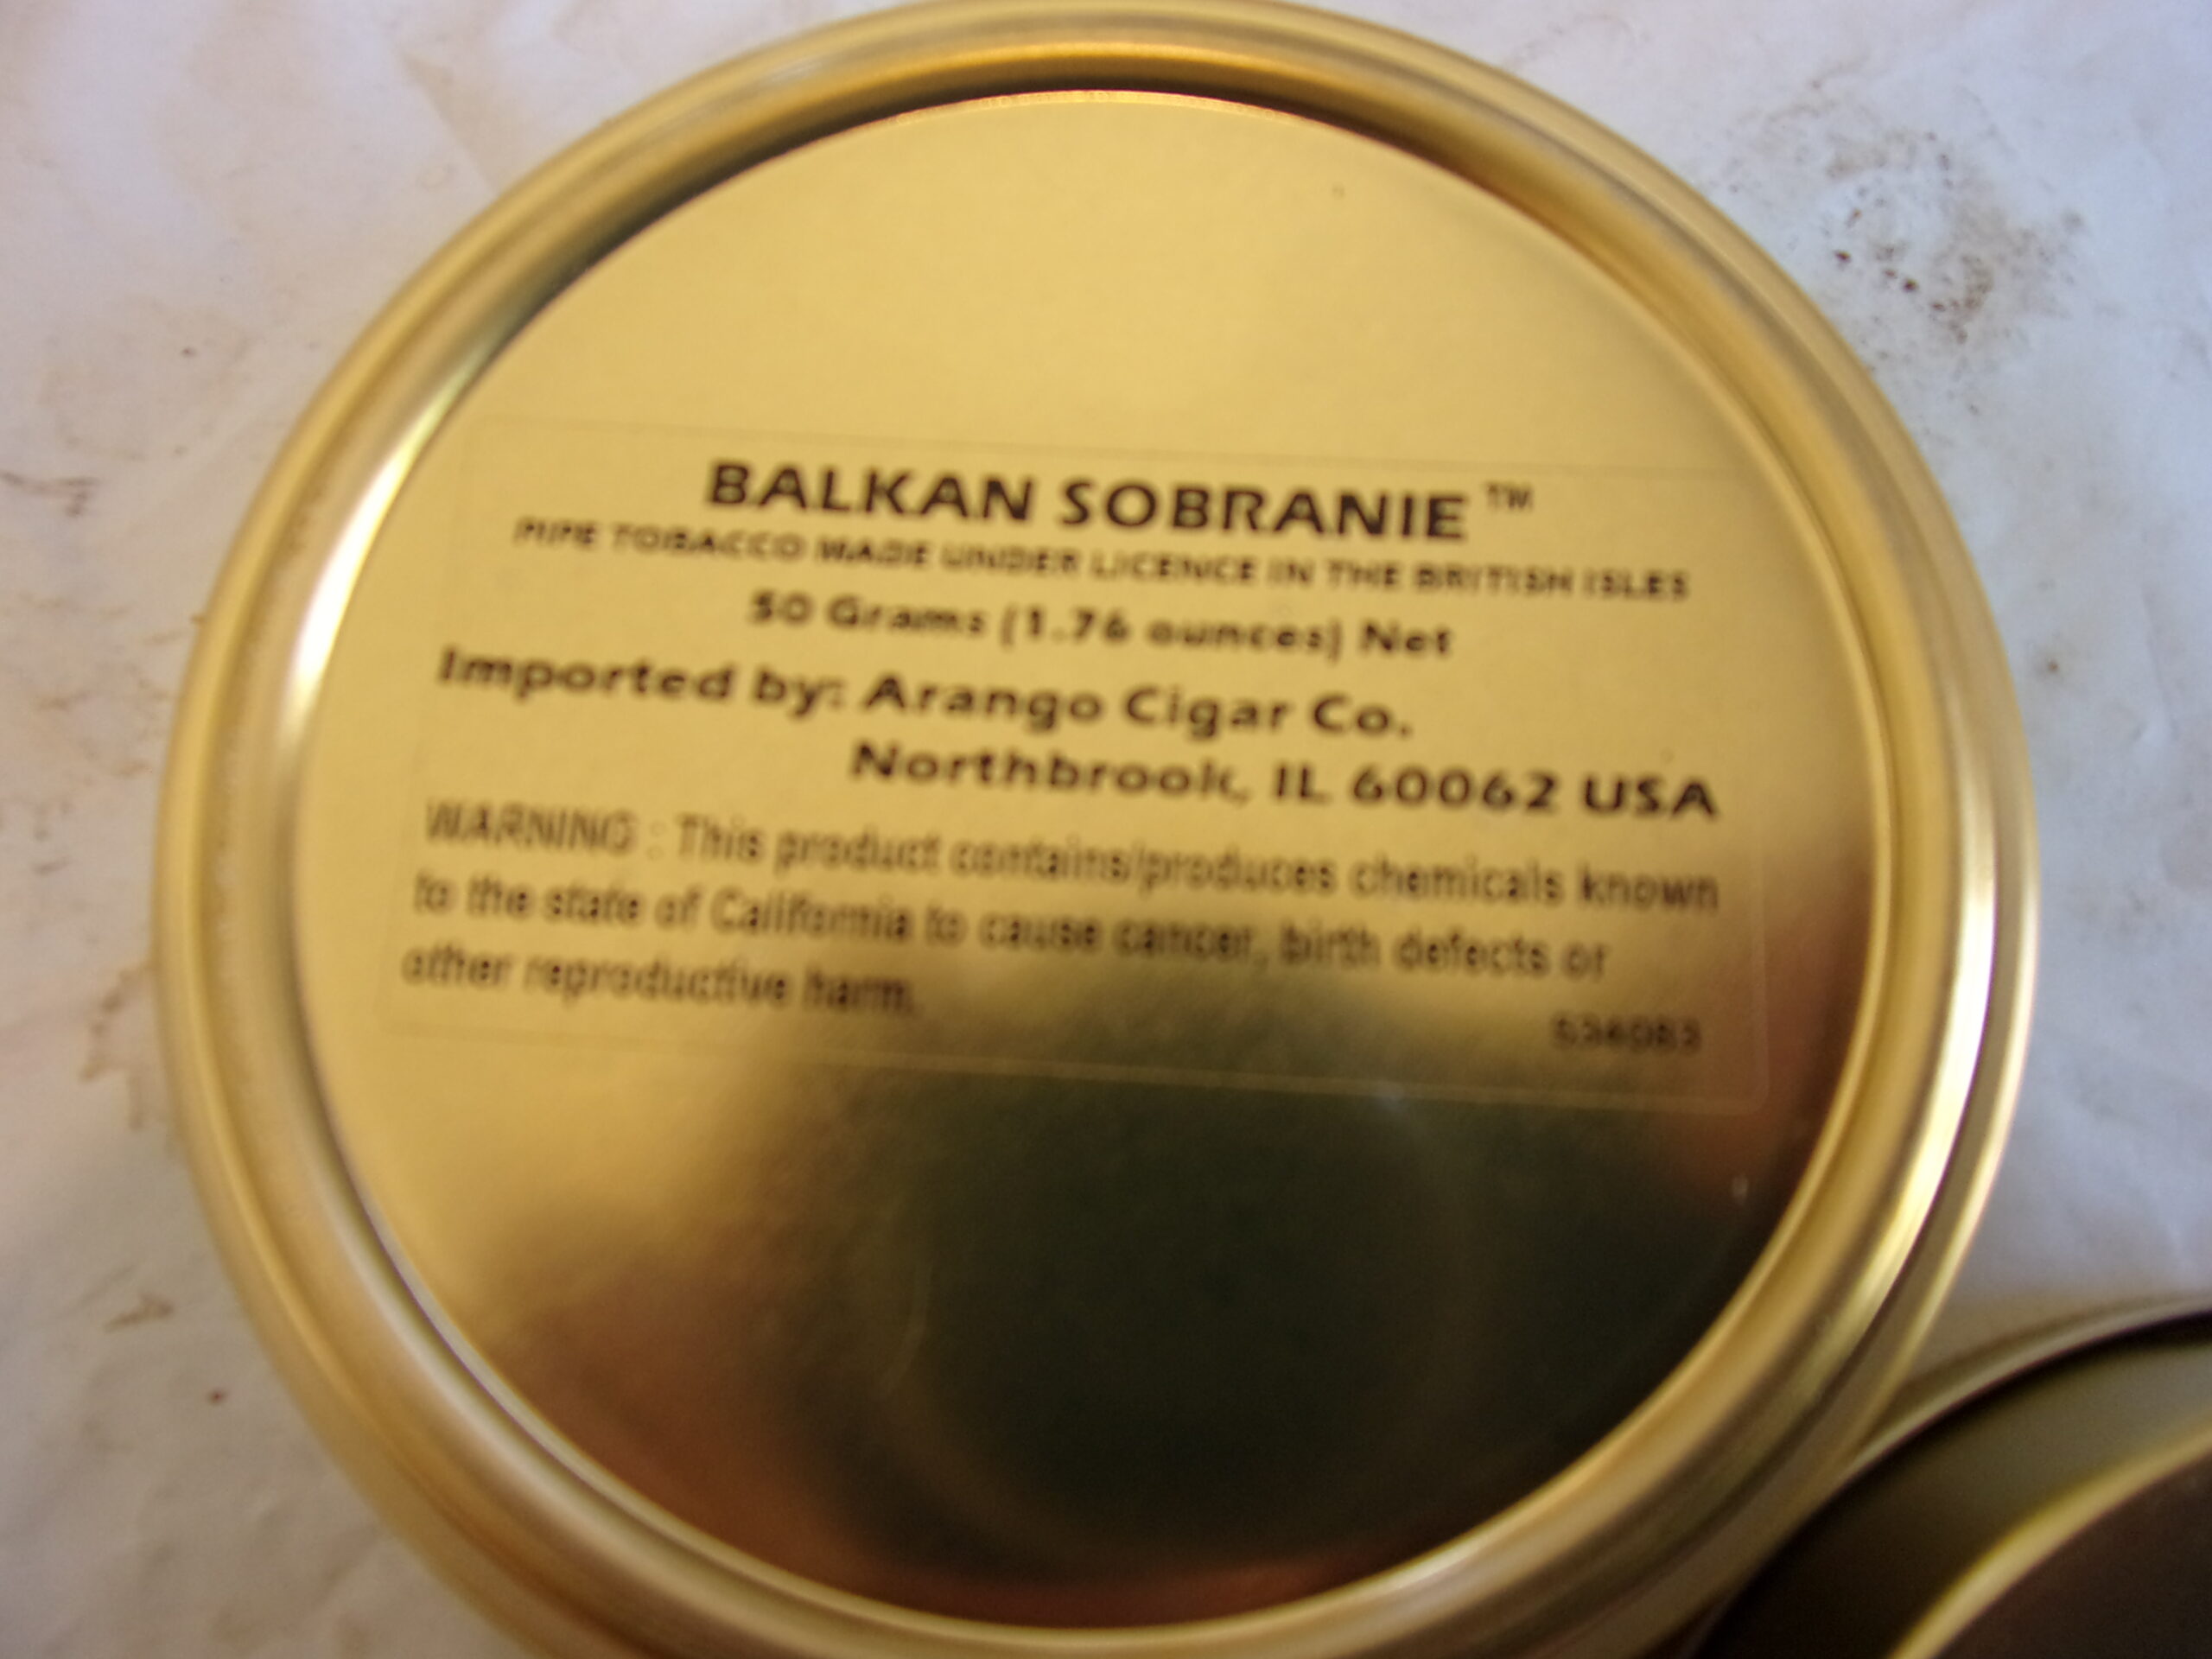 BALKAN SOBRANIE ™
PIPE TOBACCO MADE UNDER LICENCE IN THE BRITISH ISLES
50 Grams (1.76 ounces) Net
Imported by: Arango Cigar Co.
Northbrook, IL 60062 USA
WARNING : This product contains/produces chemicals known
to the state of California to cause cancer, birth defects or
other reproductive harm.